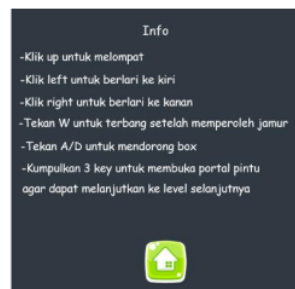 Info
-Klik up untuk melompat
-Klik left untuk berlari ke kiri
-Klik right untuk berlari ke kanan
-Tekan W untuk terbang setelah memperoleh jamur
-Tekan A/D untuk mendorong box
-Kumpulkan 3 key untuk membuka portal pintu
agar dapat melanjutkan ke level selanjutnya